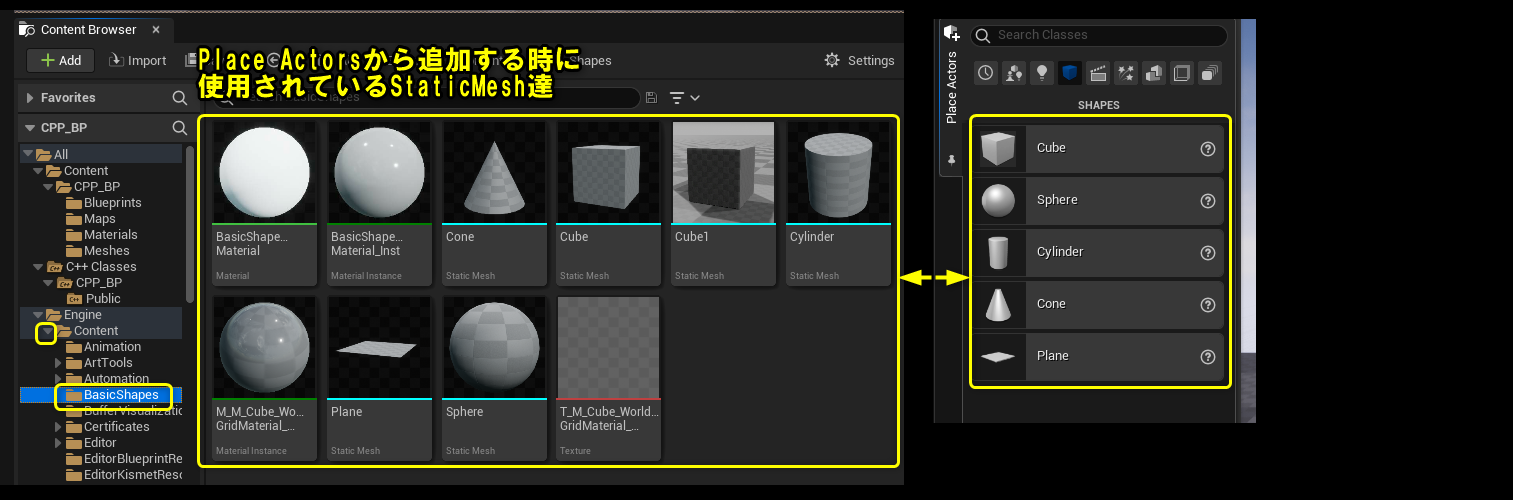 Content Browser
Add
Import
Place Actorsから追加する時に
使用されているStaticMesh達
Shapes
Settings
Favorites
CPP_BP
All
Content
CPP_BP
Blueprints
Maps
Materials
Meshes
C++ Classes
CPP_BP
Public
Engine
Content
Animation
ArtTools
Automation
BasicShapes
BufferVisualizatio
Certificates
Editor
EditorBlueprintRe
EditorKismetReso
BasicShape...
Material
Material
BasicShape...
Material_Inst
Material Instance
Cone
Static Mesh
Cube
Static Mesh
Cube1
Static Mesh
Cylinder
Static Mesh
M_M_Cube_Wo...
GridMaterial_...
Material Instance
Plane
Static Mesh
Sphere
Static Mesh
T_M_Cube_World...
GridMaterial_...
Texture
Place Actors
Search Classes
SHAPES
Cube
Sphere
Cylinder
Cone
Plane